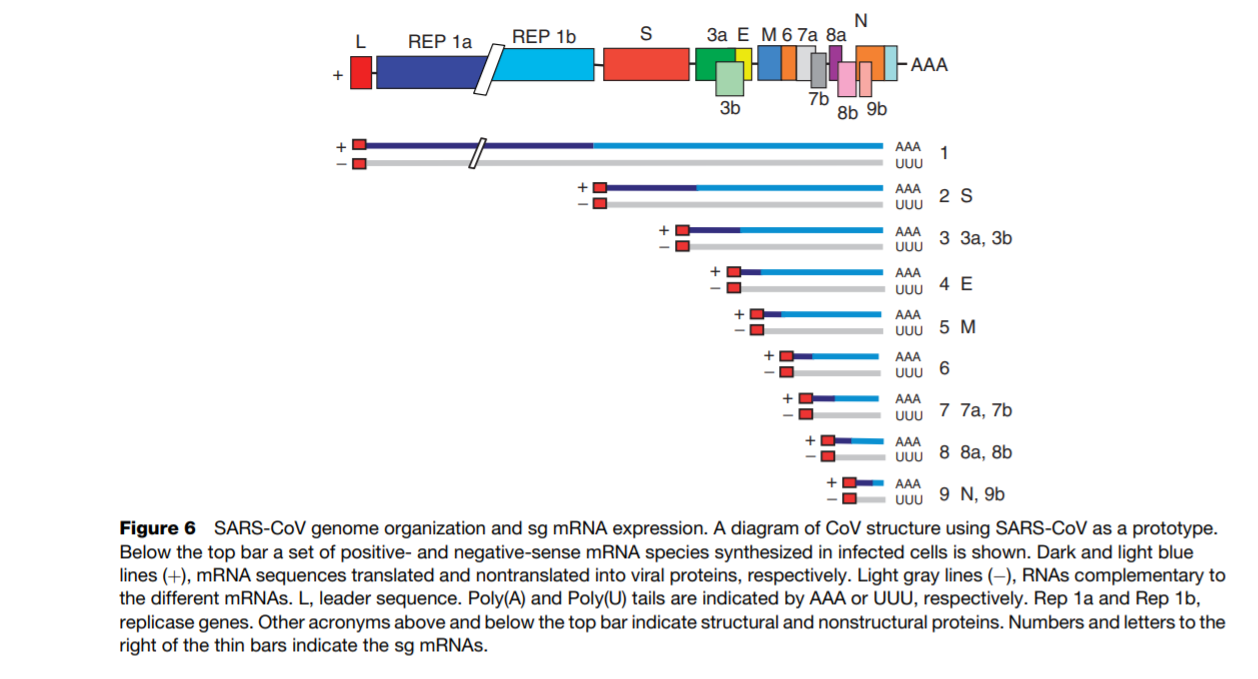 N
L REP 1a REP 1b S 3a E M 6 7a 8a
+ AAA
3b 7b 8b 9b
+ AAA
− UUU 1
+ AAA
− UUU 2 S
+ AAA
− UUU 3 3a, 3b
+ AAA
− UUU 4 E
+ AAA
− UUU 5 M
+ AAA
− UUU 6
+ AAA
− UUU 7 7a, 7b
+ AAA
− UUU 8 8a, 8b
+ AAA
− UUU 9 N, 9b
Figure 6 SARS-CoV genome organization and sg mRNA expression. A diagram of CoV structure using SARS-CoV as a prototype.
Below the top bar a set of positive- and negative-sense mRNA species synthesized in infected cells is shown. Dark and light blue
lines (+), mRNA sequences translated and nontranslated into viral proteins, respectively. Light gray lines (−), RNAs complementary to
the different mRNAs. L, leader sequence. Poly(A) and Poly(U) tails are indicated by AAA or UUU, respectively. Rep 1a and Rep 1b,
replicase genes. Other acronyms above and below the top bar indicate structural and nonstructural proteins. Numbers and letters to the
right of the thin bars indicate the sg mRNAs.